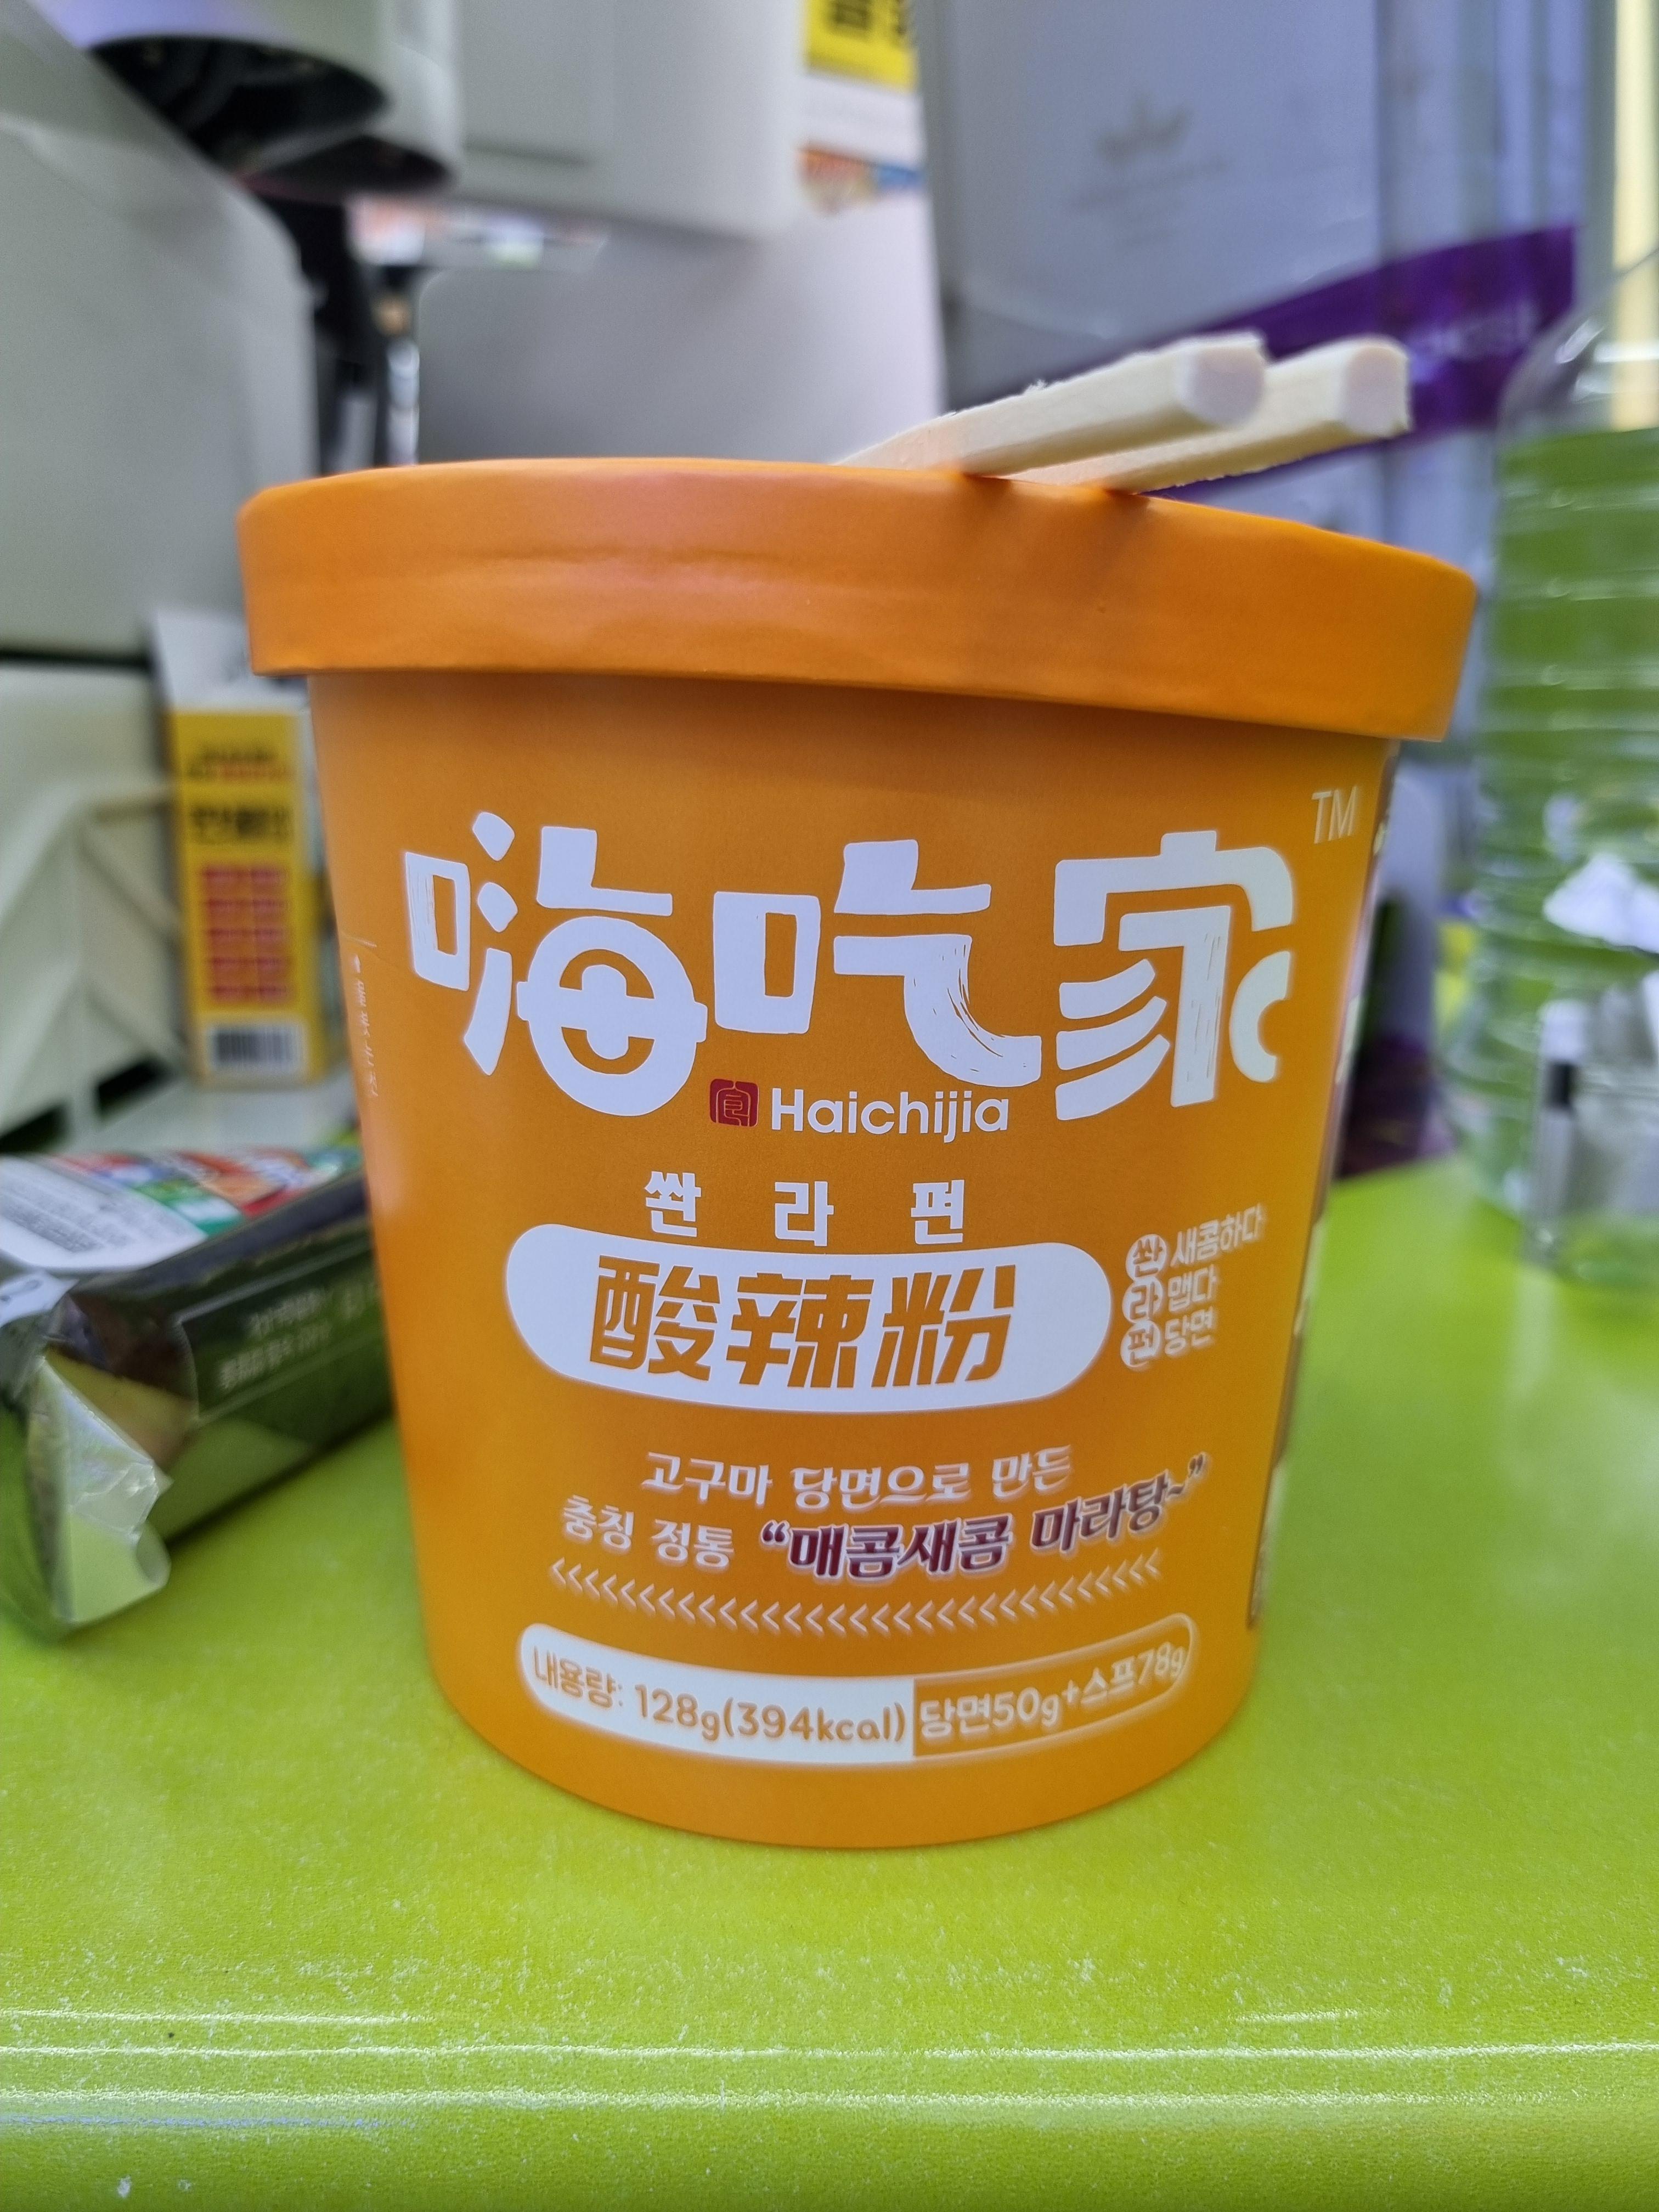 嗨吃家 TM
食 Haichijia
쏸 라 펀
酸辣粉
쏸 새콤하다
라 맵다
펀 당면
고구마 당면으로 만든
충칭 정통 “매콤새콤 마라탕~”
내용량: 128g(394kcal) 당면50g+스프78g